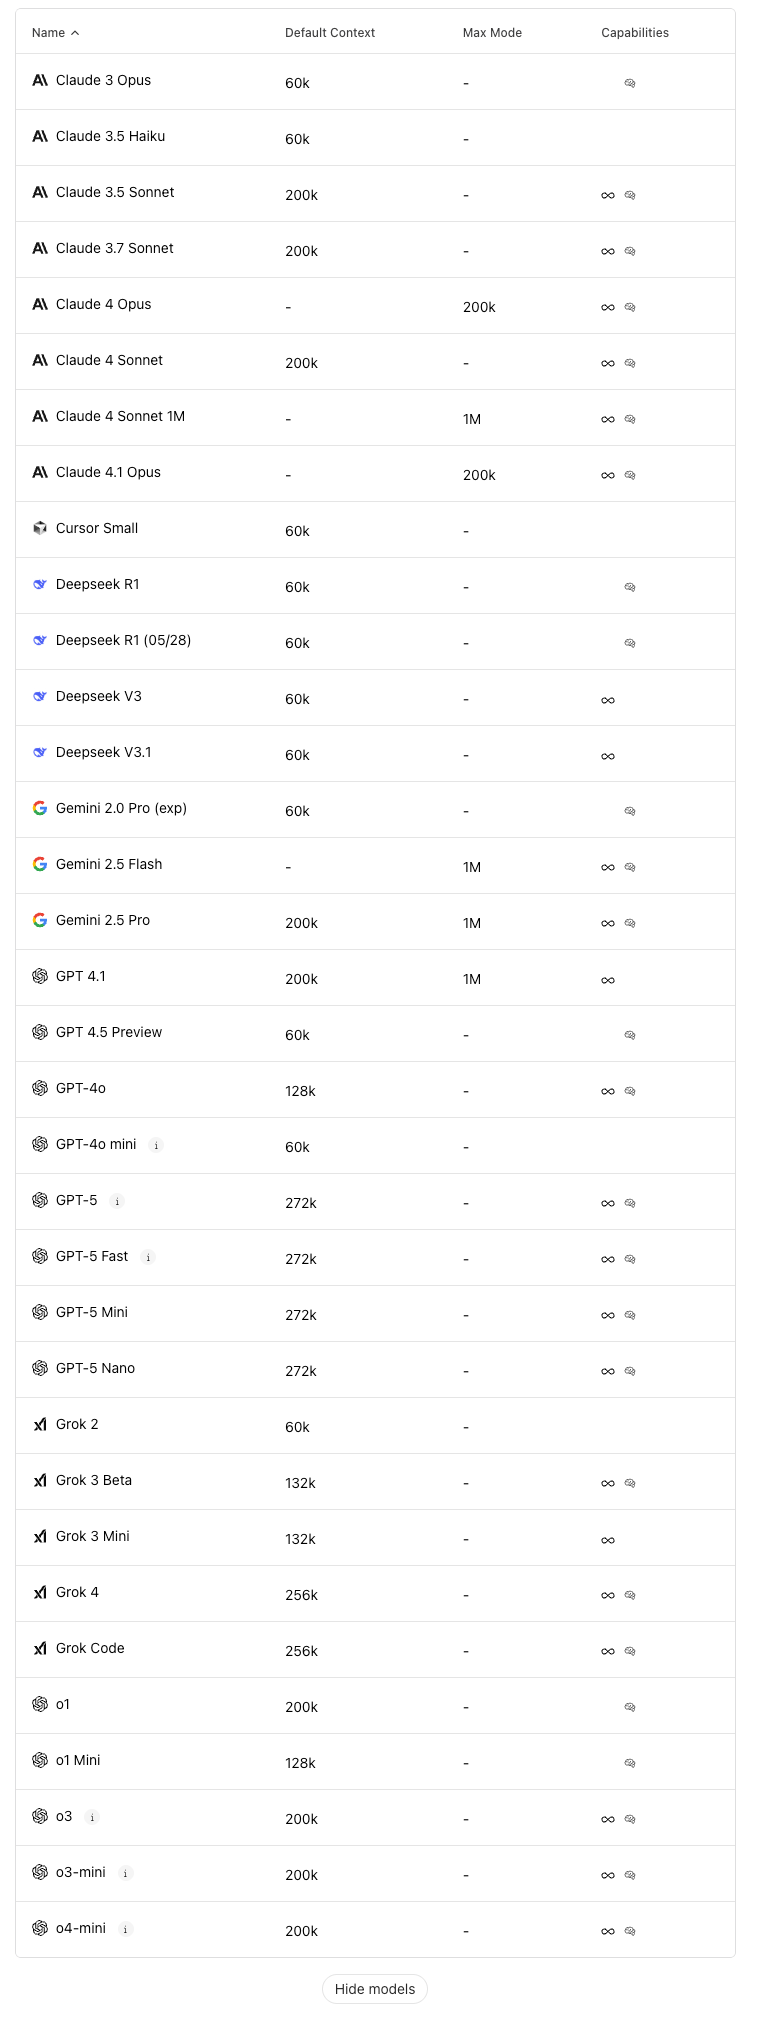 Name Default Context Max Mode Capabilities
Claude 3 Opus 60k -
Claude 3.5 Haiku 60k -
Claude 3.5 Sonnet 200k - ∞
Claude 3.7 Sonnet 200k - ∞
Claude 4 Opus - 200k ∞
Claude 4 Sonnet 200k - ∞
Claude 4 Sonnet 1M - 1M ∞
Claude 4.1 Opus - 200k ∞
Cursor Small 60k -
Deepseek R1 60k -
Deepseek R1 (05/28) 60k -
Deepseek V3 60k - ∞
Deepseek V3.1 60k - ∞
Gemini 2.0 Pro (exp) 60k -
Gemini 2.5 Flash - 1M ∞
Gemini 2.5 Pro 200k 1M ∞
GPT 4.1 200k 1M ∞
GPT 4.5 Preview 60k -
GPT-4o 128k - ∞
GPT-4o mini i 60k -
GPT-5 i 272k - ∞
GPT-5 Fast i 272k - ∞
GPT-5 Mini 272k - ∞
GPT-5 Nano 272k - ∞
Grok 2 60k -
Grok 3 Beta 132k - ∞
Grok 3 Mini 132k - ∞
Grok 4 256k - ∞
Grok Code 256k - ∞
o1 200k -
o1 Mini 128k -
o3 i 200k - ∞
o3-mini i 200k - ∞
o4-mini i 200k - ∞
Hide models